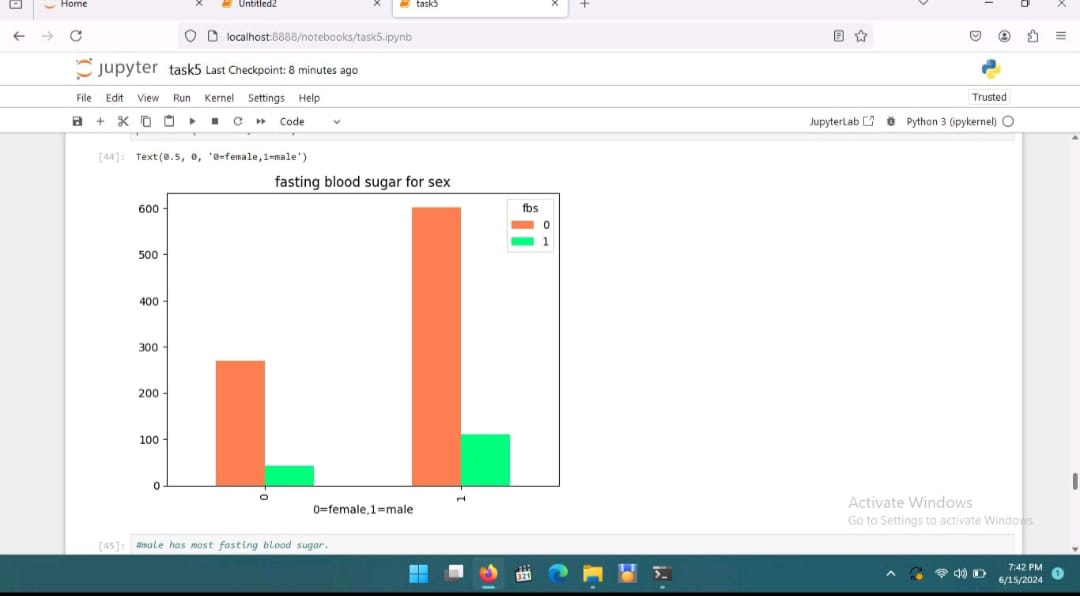 Home
Untitled2
task5
localhost:8888/notebooks/task5.ipynb
jupyter task5 Last Checkpoint: 8 minutes ago
File Edit View Run Kernel Settings Help
Trusted
Code
JupyterLab
Python 3 (ipykernel)
[44]: Text(0.5, 0, '0=female,1=male')
fasting blood sugar for sex
fbs
0
1
600
500
400
300
200
100
0
0 1
0=female,1=male
Activate Windows
Go to Settings to activate Windows.
[45]: #male has most fasting blood sugar.
321
7:42 PM
6/15/2024
1